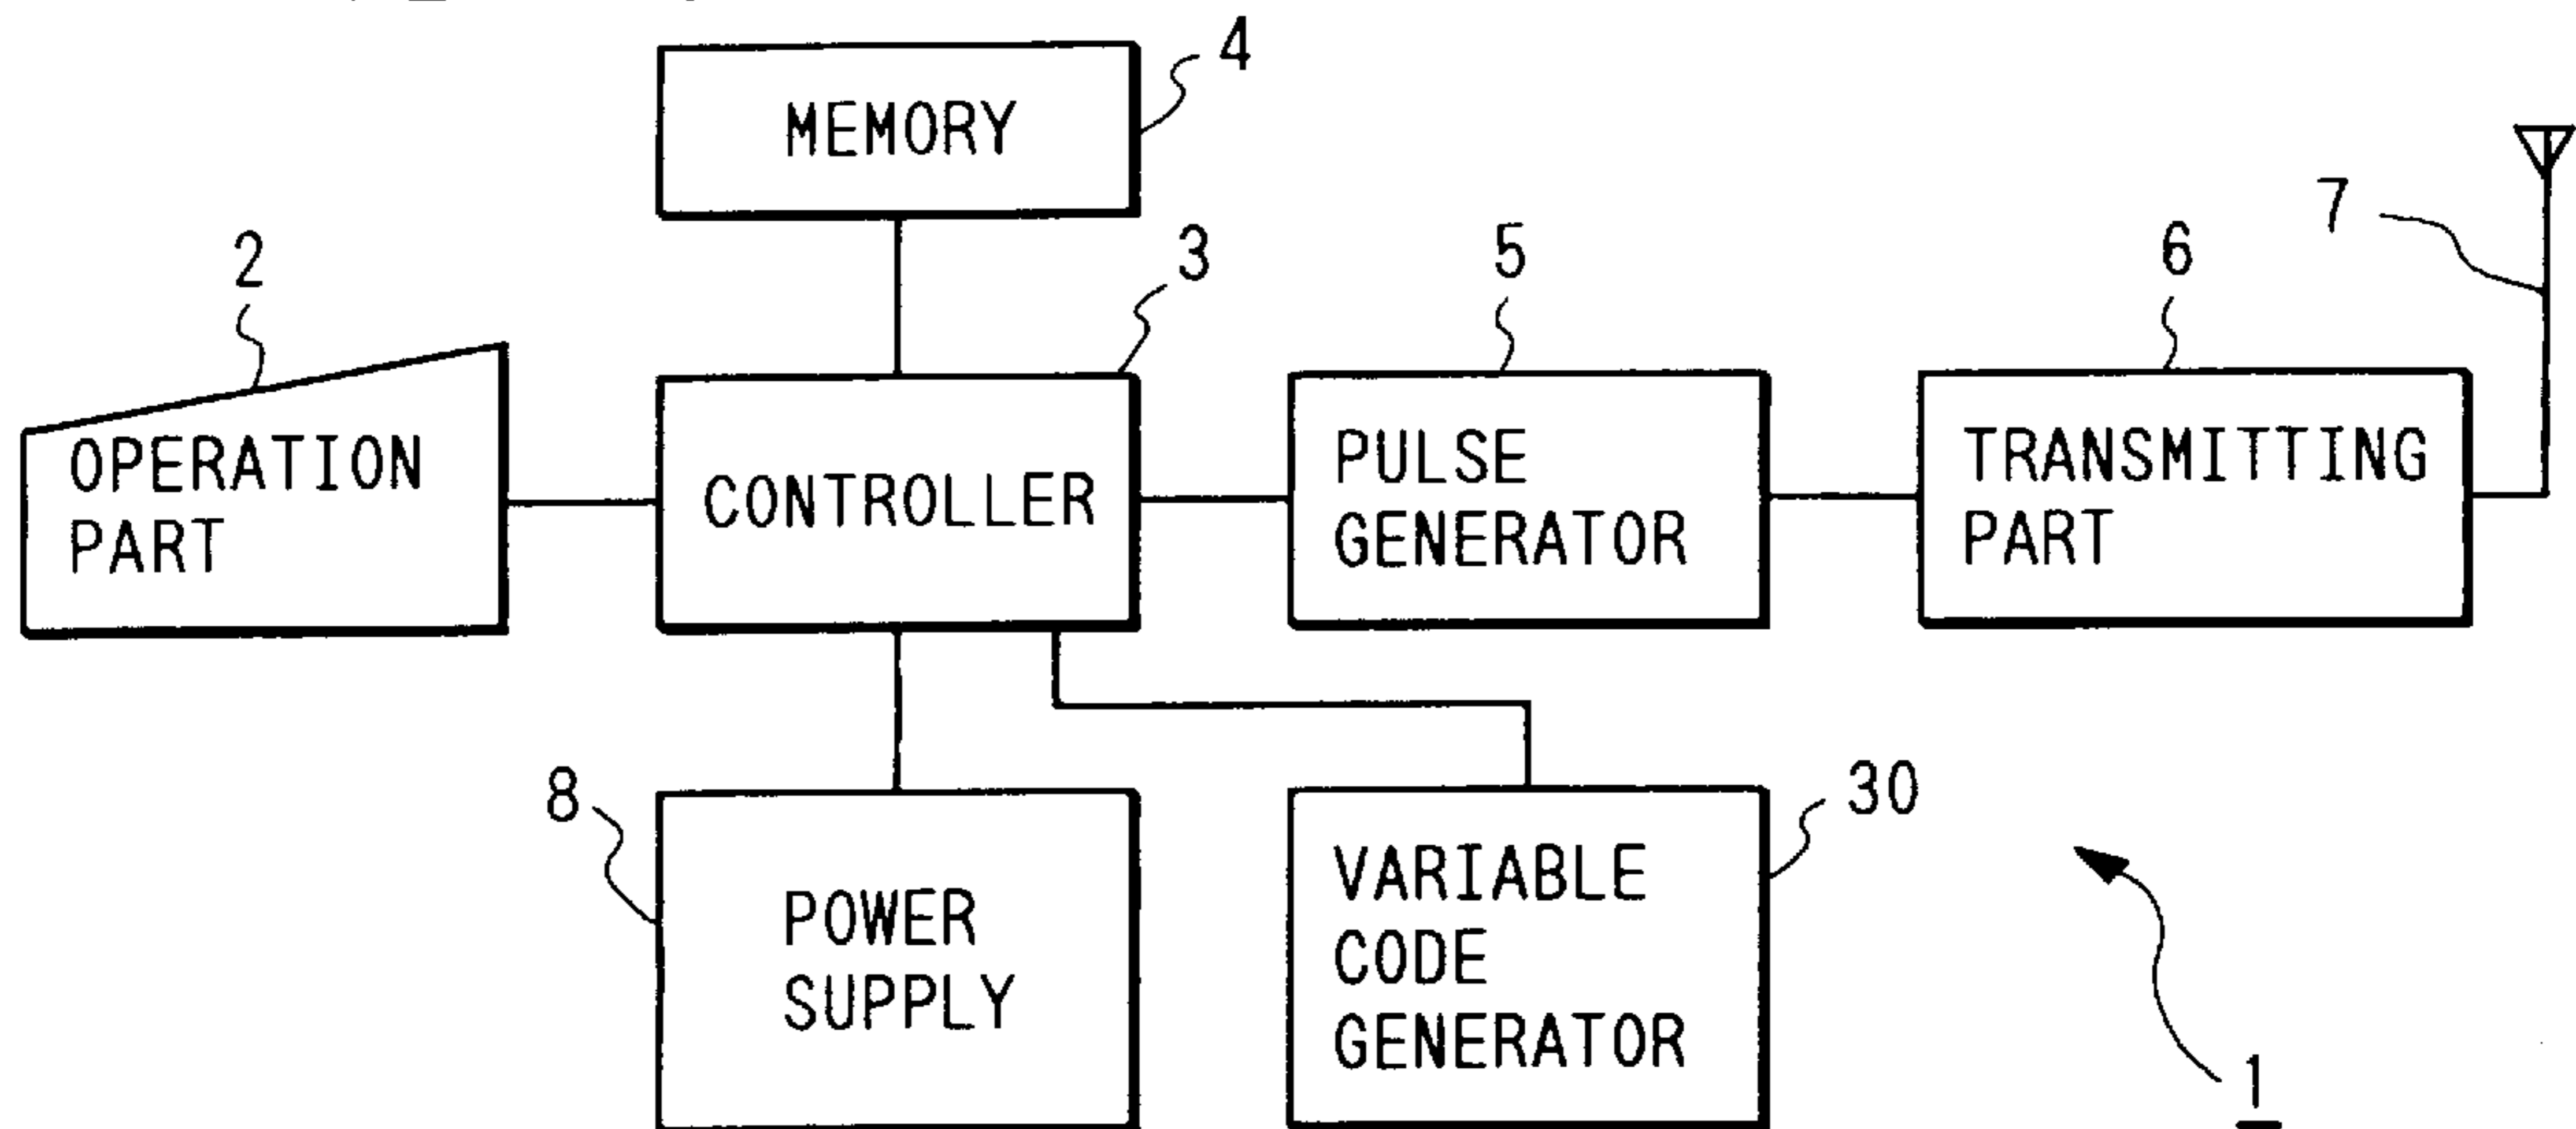 4
MEMORY
7
2
3
5
6
OPERATION
PART
CONTROLLER
PULSE
GENERATOR
TRANSMITTING
PART
8
30
POWER
SUPPLY
VARIABLE
CODE
GENERATOR
1